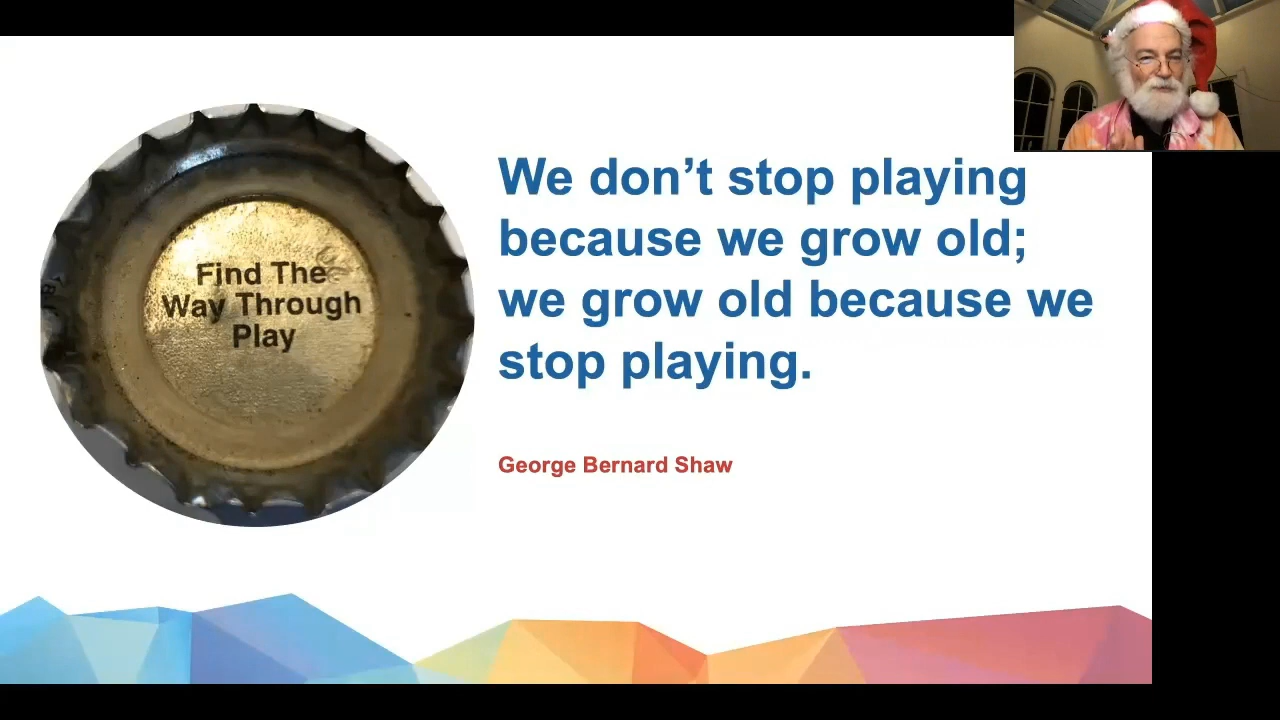 Find The
Way Through
Play
We don’t stop playing
because we grow old;
we grow old because we
stop playing.
George Bernard Shaw